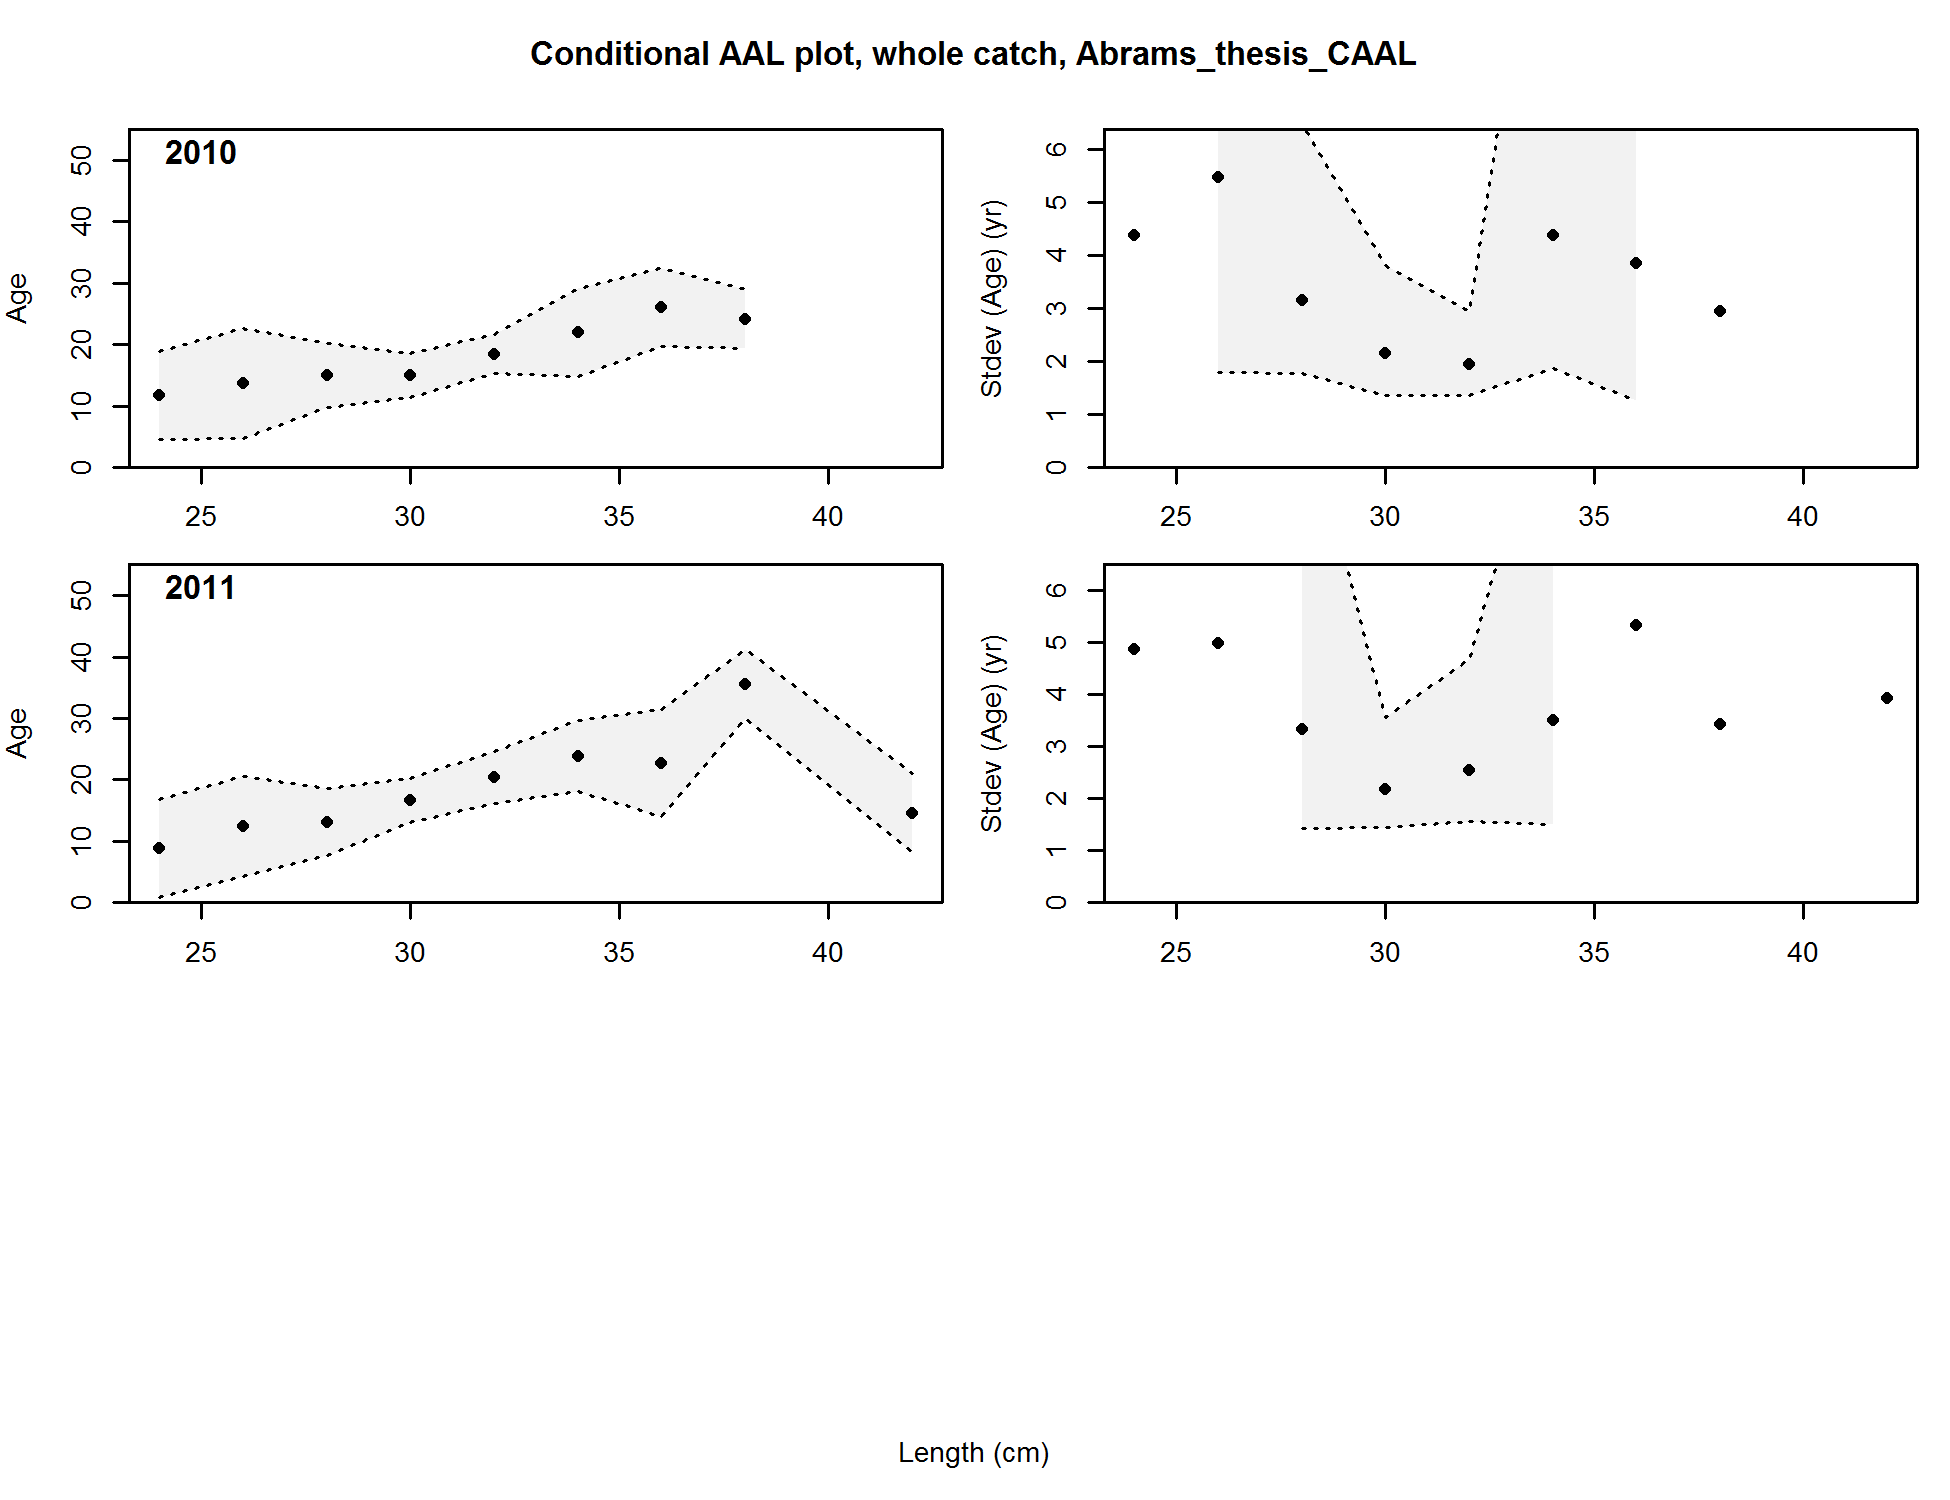 Conditional AAL plot, whole catch, Abrams_thesis_CAAL
2010
Age
0 10 20 30 40 50
25 30 35 40
Stdev (Age) (yr)
0 1 2 3 4 5 6
25 30 35 40
2011
Age
0 10 20 30 40 50
25 30 35 40
Stdev (Age) (yr)
0 1 2 3 4 5 6
25 30 35 40
Length (cm)